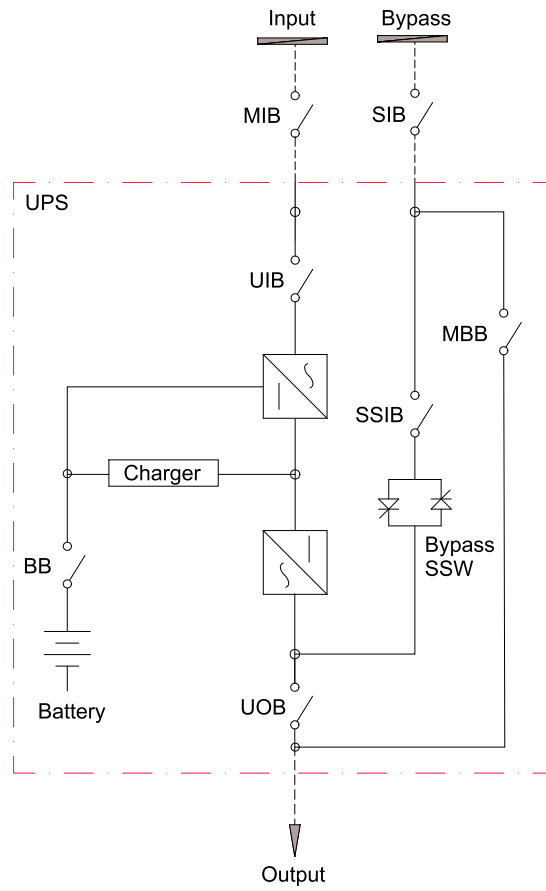 Input
Bypass
MIB
SIB
UPS
UIB
MBB
SSIB
Charger
Bypass
SSW
BB
Battery
UOB
Output